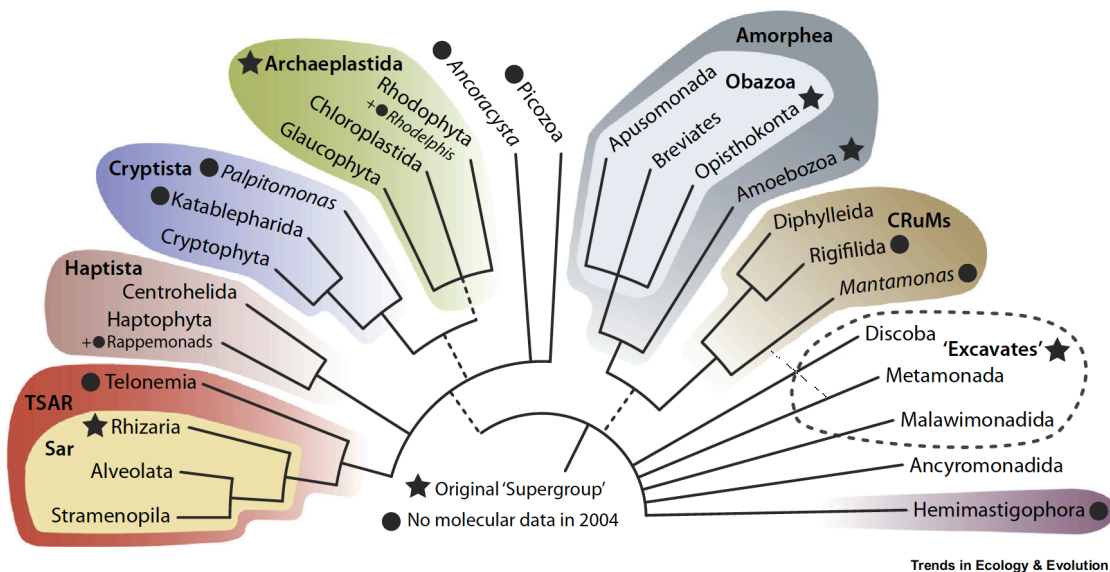 Archaeplastida
Rhodophyta
+ Rhodelphis
Chloroplastida
Glaucophyta
Ancoracysta
Picozoa
Amorphea
Obazoa
Apusomonada
Breviates
Opisthokonta
Amoebozoa
Cryptista
Palpitomonas
Katablepharida
Cryptophyta
Diphylleida
CRuMs
Rigifilida
Mantamonas
Haptista
Centrohelida
Haptophyta
+ Rappemonads
Discoba
'Excavates'
Metamonada
Malawimonadida
Ancyromonadida
Hemimastigophora
Telonemia
TSAR
Rhizaria
Sar
Alveolata
Stramenopila
Original 'Supergroup'
No molecular data in 2004
Trends in Ecology & Evolution